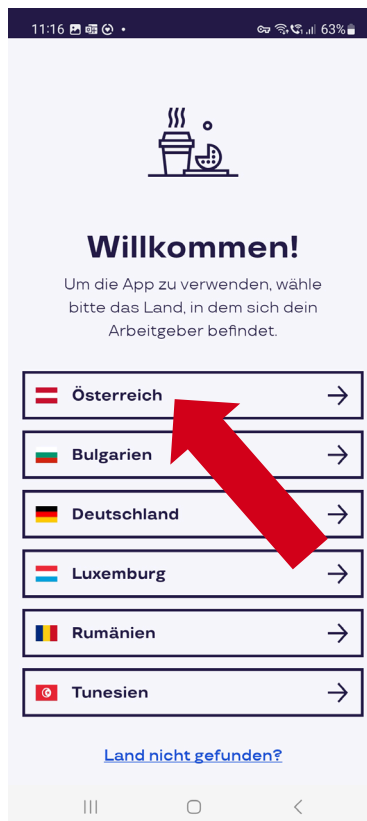 11:16
63%
Willkommen!
Um die App zu verwenden, wähle
bitte das Land, in dem sich dein
Arbeitgeber befindet.
Österreich
Bulgarien
Deutschland
Luxemburg
Rumänien
Tunesien
Land nicht gefunden?